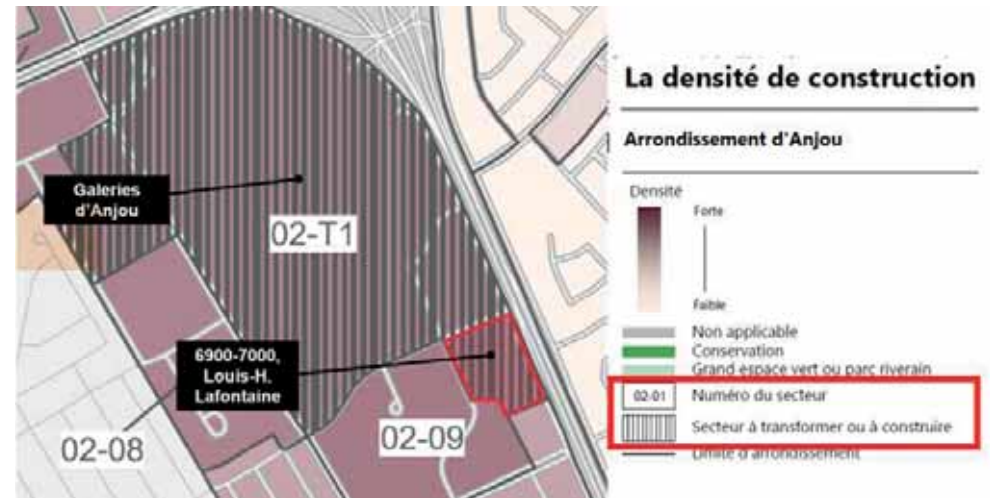 Galeries
d'Anjou
02-T1
6900-7000,
Louis-H.
Lafontaine
02-08
02-09
La densité de construction
Arrondissement d'Anjou
Densité
Forte
Faible
Non applicable
Conservation
Grand espace vert ou parc riverain
02-01 Numéro du secteur
Secteur à transformer ou à construire
Limite d'arrondissement